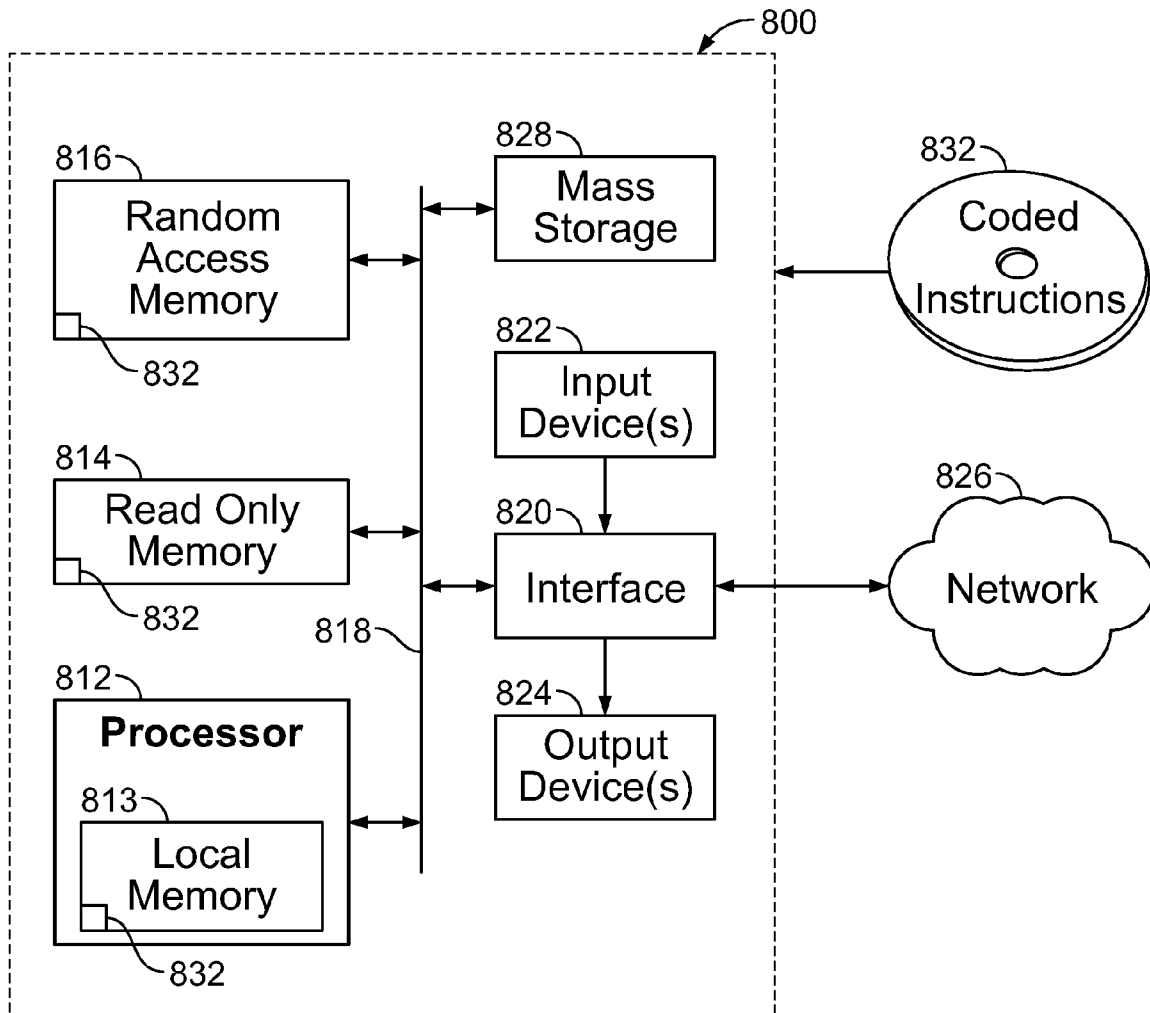 800
816
Random
Access
Memory
832
828
Mass
Storage
832
Coded
Instructions
822
Input
Device(s)
814
Read Only
Memory
832
820
Interface
826
Network
818
812
Processor
813
Local
Memory
832
824
Output
Device(s)